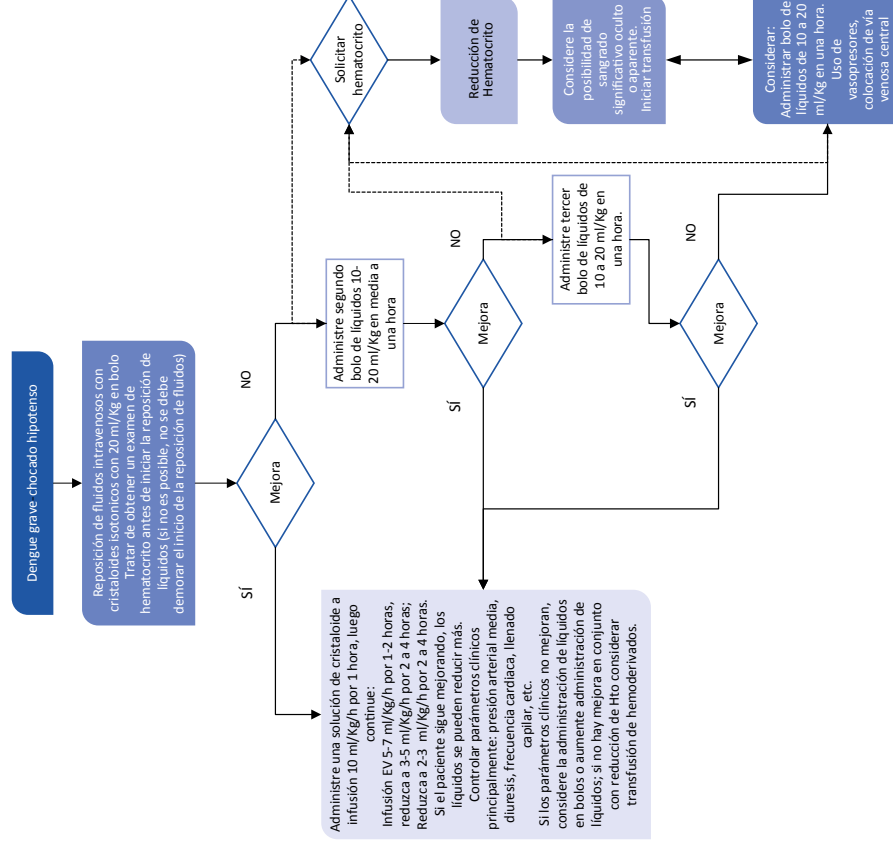 Dengue grave chocado hipotenso
Reposición de fluidos intravenosos con
cristaloides isotonicos con 20 ml/Kg en bolo
Tratar de obtener un examen de
hematocrito antes de iniciar la reposición de
líquidos (si no es posible, no se debe
demorar el inicio de la reposición de fluidos)
Mejora
SÍ
NO
Administre una solución de cristaloide a
infusión 10 ml/Kg/h por 1 hora, luego
continue:
Infusión EV 5-7 ml/Kg/h por 1-2 horas,
reduzca a 3-5 ml/Kg/h por 2 a 4 horas;
Reduzca a 2-3 ml/Kg/h por 2 a 4 horas.
Si el paciente sigue mejorando, los
líquidos se pueden reducir más.
Controlar parámetros clínicos
principalmente: presión arterial media,
diuresis, frecuencia cardiaca, llenado
capilar, etc.
Si los parámetros clínicos no mejoran,
considere la administración de líquidos
en bolos o aumente administración de
líquidos; si no hay mejora en conjunto
con reducción de Hto considerar
transfusión de hemoderivados.
Administre segundo
bolo de líquidos 10-
20 ml/Kg en media a
una hora
Mejora
SÍ
NO
Administre tercer
bolo de líquidos de
10 a 20 ml/Kg en
una hora.
Mejora
SÍ
NO
Solicitar
hematocrito
Reducción de
Hematocrito
Considere la
posibilidad de
sangrado
significativo oculto
o aparente.
Iniciar transfusión
Considerar:
Administrar bolo de
líquidos de 10 a 20
ml/Kg en una hora.
Uso de
vasopresores,
colocación de vía
venosa central